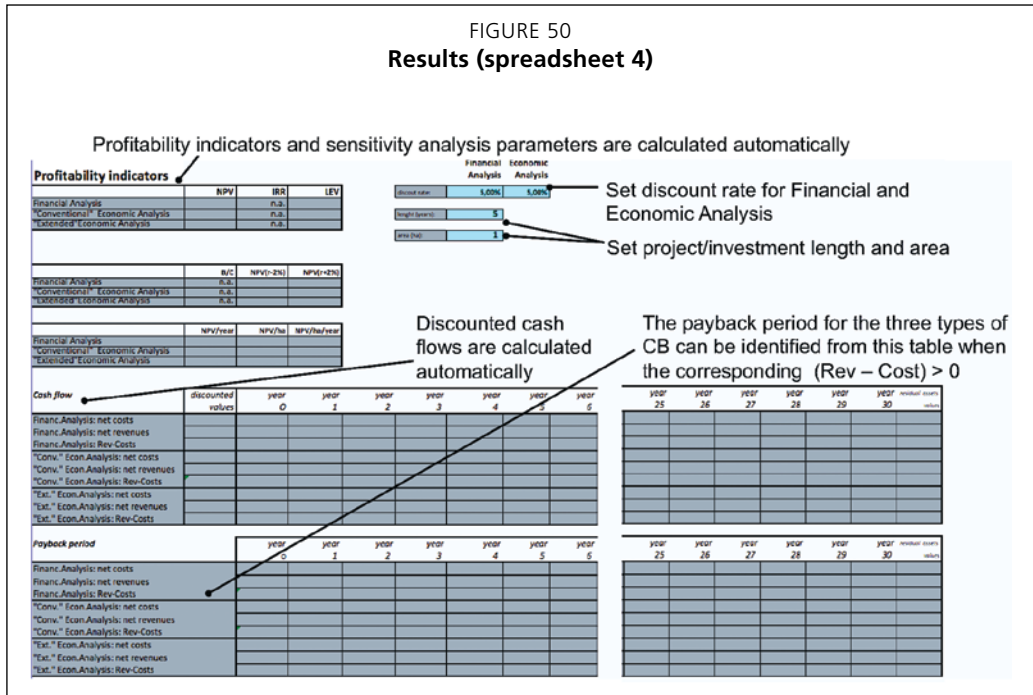 FIGURE 50
Results (spreadsheet 4)
Profitability indicators and sensitivity analysis parameters are calculated automatically
Profitability indicators
NPV IRR LEV
Financial Analysis n.a.
"Conventional" Economic Analysis n.a.
"Extended" Economic Analysis n.a.
Financial Analysis Economic Analysis
discout rate: 5,00% 5,00%
lenght (years): 5
area (ha): 1
Set discount rate for Financial and
Economic Analysis
Set project/investment length and area
B/C NPV(r-2%) NPV(r+2%)
Financial Analysis n.a.
"Conventional" Economic Analysis n.a.
"Extended" Economic Analysis n.a.
NPV/year NPV/ha NPV/ha/year
Financial Analysis
"Conventional" Economic Analysis
"Extended" Economic Analysis
Discounted cash
flows are calculated
automatically
The payback period for the three types of
CB can be identified from this table when
the corresponding (Rev – Cost) > 0
Cash flow discounted values year 0 year 1 year 2 year 3 year 4 year 5 year 6 year 25 year 26 year 27 year 28 year 29 year 30 residual assets values
Financ.Analysis: net costs
Financ.Analysis: net revenues
Financ.Analysis: Rev-Costs
"Conv." Econ.Analysis: net costs
"Conv." Econ.Analysis: net revenues
"Conv." Econ.Analysis: Rev-Costs
"Ext." Econ.Analysis: net costs
"Ext." Econ.Analysis: net revenues
"Ext." Econ.Analysis: Rev-Costs
Payback period year 0 year 1 year 2 year 3 year 4 year 5 year 6 year 25 year 26 year 27 year 28 year 29 year 30 residual assets values
Financ.Analysis: net costs
Financ.Analysis: net revenues
Financ.Analysis: Rev-Costs
"Conv." Econ.Analysis: net costs
"Conv." Econ.Analysis: net revenues
"Conv." Econ.Analysis: Rev-Costs
"Ext." Econ.Analysis: net costs
"Ext." Econ.Analysis: net revenues
"Ext." Econ.Analysis: Rev-Costs